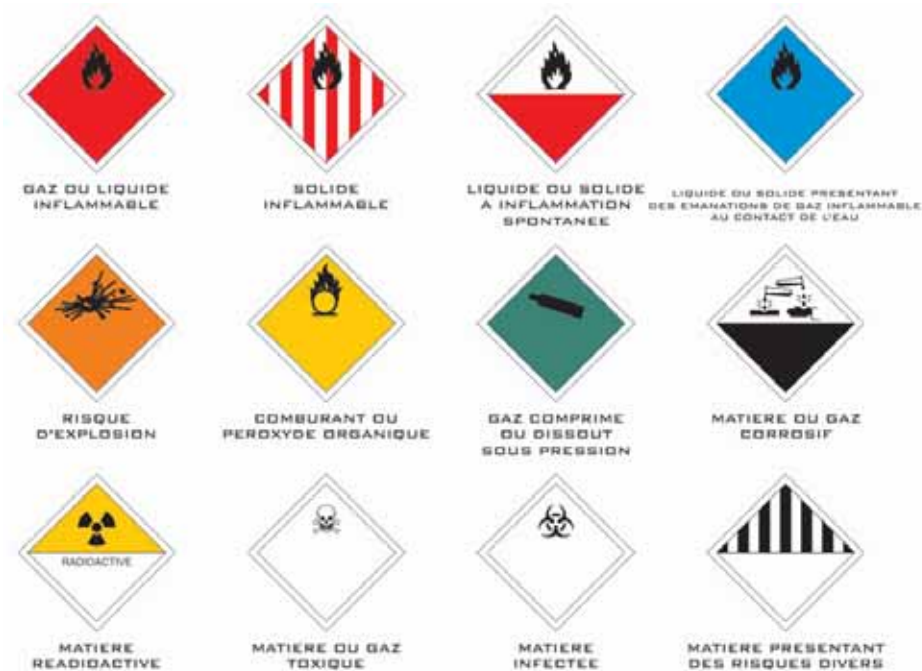 GAZ OU LIQUIDE
INFLAMMABLE
SOLIDE
INFLAMMABLE
LIQUIDE OU SOLIDE
A INFLAMMATION
SPONTANEE
LIQUIDE OU SOLIDE PRESENTANT
DES EMANATIONS DE GAZ INFLAMMABLE
AU CONTACT DE L'EAU
RISQUE
D'EXPLOSION
COMBURANT OU
PEROXYDE ORGANIQUE
GAZ COMPRIME
OU DISSOUT
SOUS PRESSION
MATIERE OU GAZ
CORROSIF
RADIOACTIVE
MATIERE
READIOACTIVE
MATIERE OU GAZ
TOXIQUE
MATIERE
INFECTEE
MATIERE PRESENTANT
DES RISQUES DIVERS